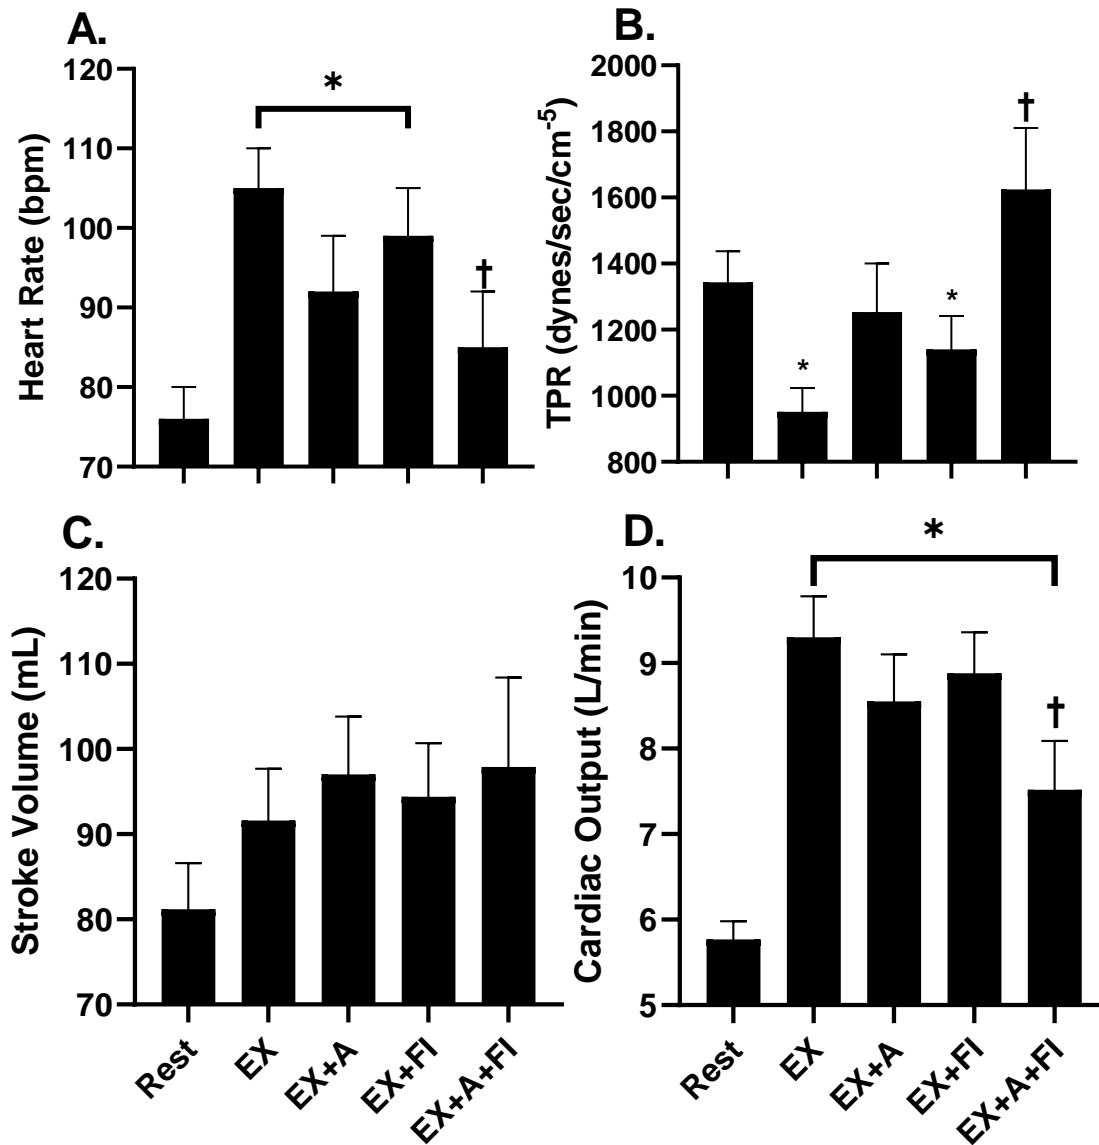 A.
Heart Rate (bpm)
120
110
100
90
80
70
*
†
B.
TPR (dynes/sec/cm-5)
2000
1800
1600
1400
1200
1000
800
*
*
†
C.
Stroke Volume (mL)
120
110
100
90
80
70
Rest
EX
EX+A
EX+FI
EX+A+FI
D.
Cardiac Output (L/min)
10
9
8
7
6
5
*
†
Rest
EX
EX+A
EX+FI
EX+A+FI